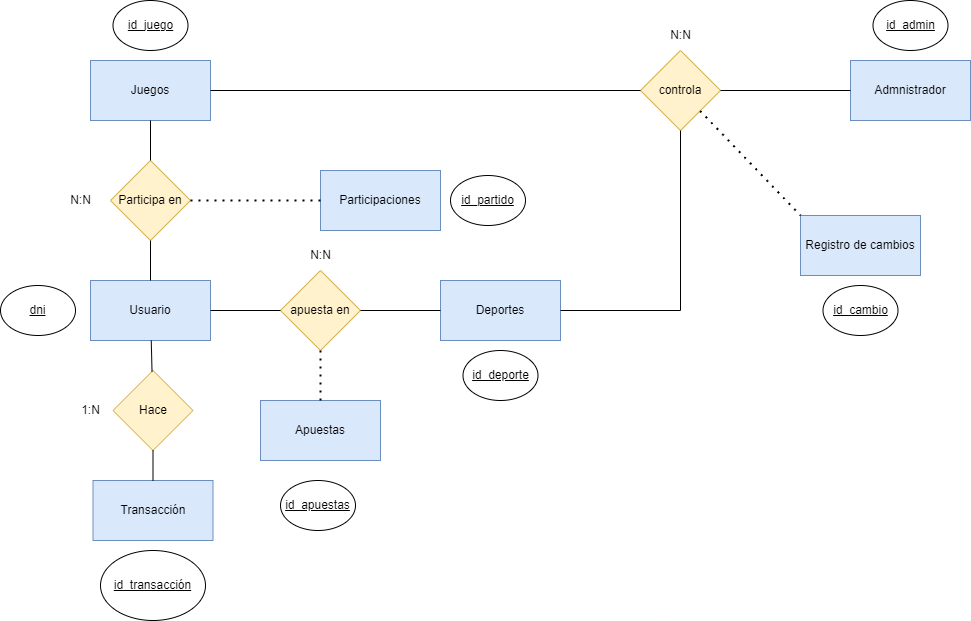 id_juego
N:N
id_admin
Juegos
controla
Admnistrador
N:N
Participa en
Participaciones
id_partido
Registro de cambios
N:N
dni
Usuario
apuesta en
Deportes
id_cambio
id_deporte
1:N
Hace
Apuestas
Transacción
id_apuestas
id_transacción